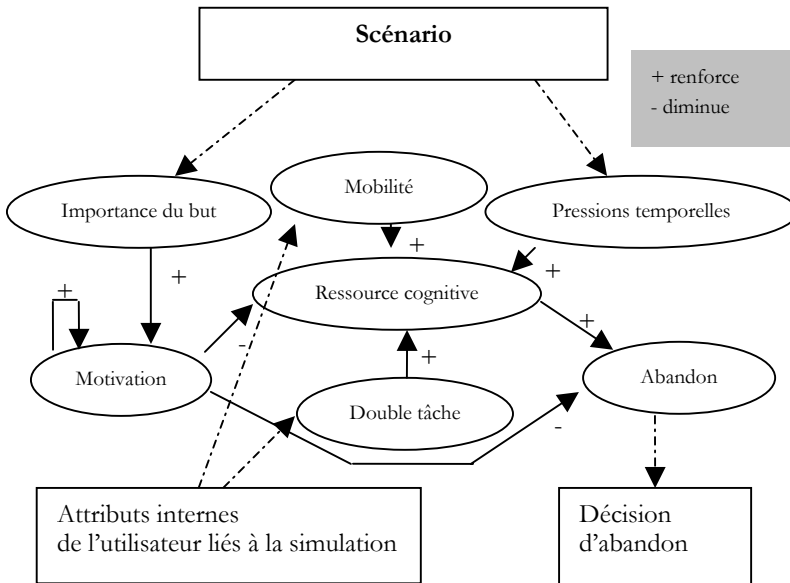 Scénario
+ renforce
- diminue
Mobilité
Importance du but
Pressions temporelles
+
+
+
+
Ressource cognitive
+
-
+
Motivation
Abandon
Double tâche
-
Attributs internes
de l'utilisateur liés à la simulation
Décision
d'abandon